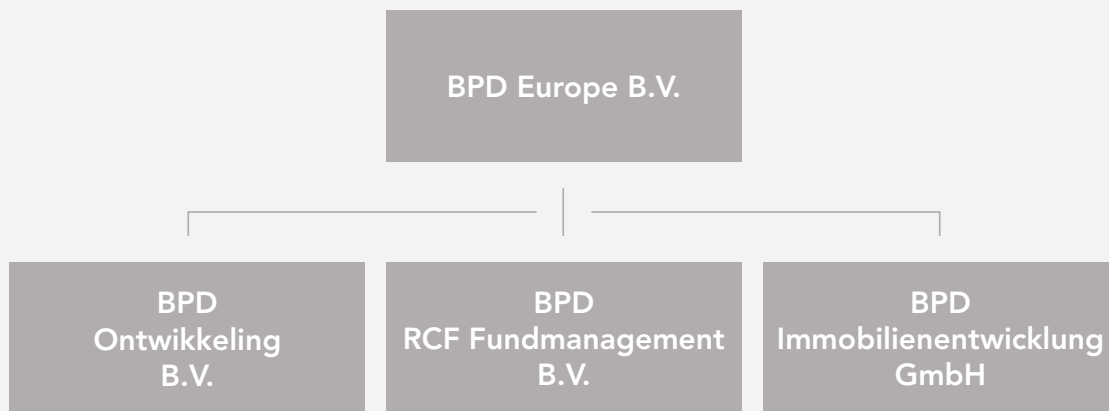 BPD Europe B.V.
BPD
Ontwikkeling
B.V.
BPD
RCF Fundmanagement
B.V.
BPD
Immobilienentwicklung
GmbH